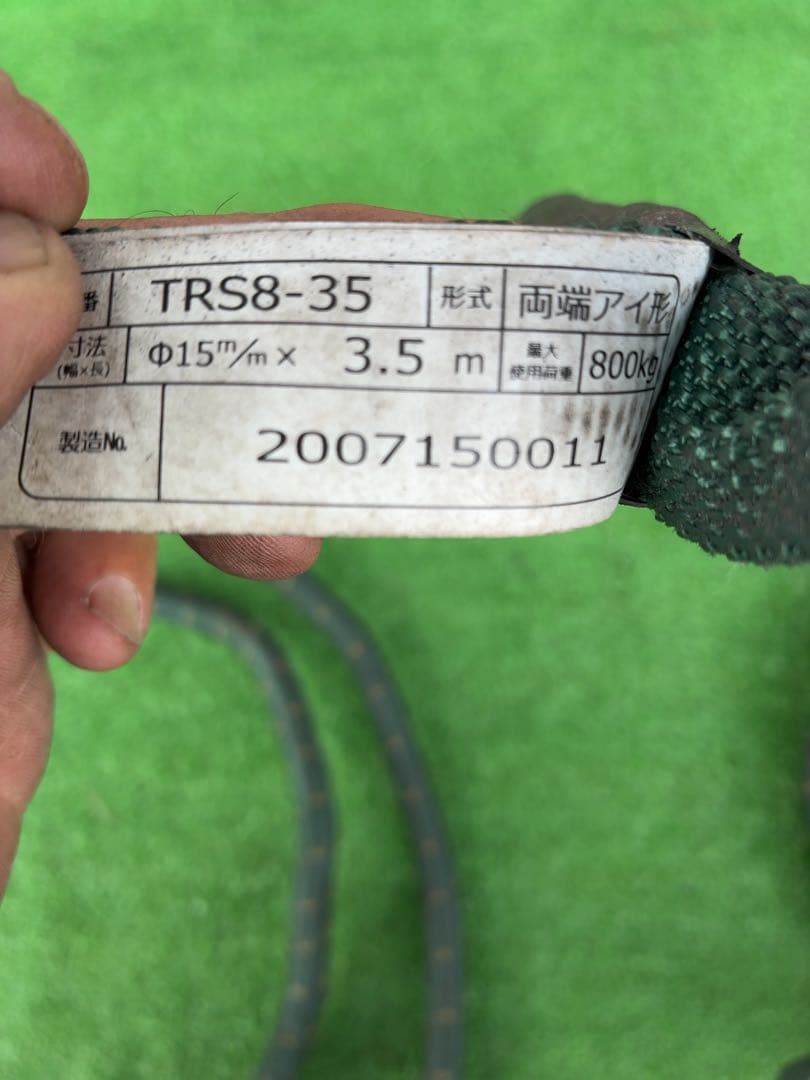 番 TRS8-35 形式 両端アイ形
寸法 (幅×長) Φ15m/m× 3.5 m 最大使用荷重 800kg
製造No. 2007150011